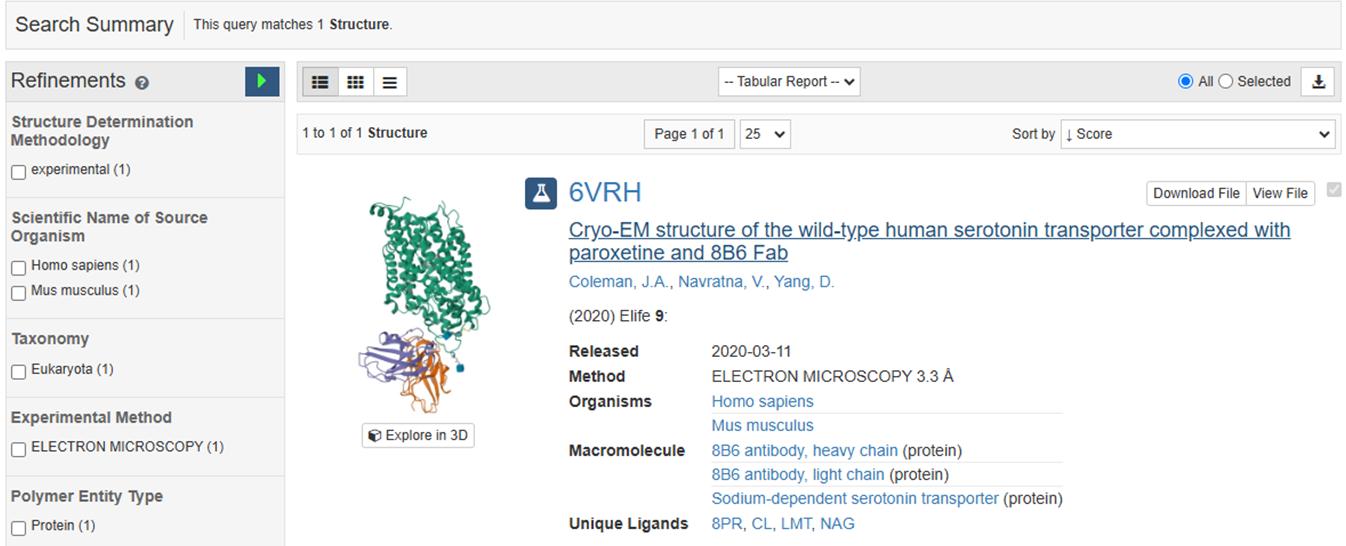 Search Summary This query matches 1 Structure.
Refinements
-- Tabular Report --
All Selected
Structure Determination
Methodology
experimental (1)
Scientific Name of Source
Organism
Homo sapiens (1)
Mus musculus (1)
Taxonomy
Eukaryota (1)
Experimental Method
ELECTRON MICROSCOPY (1)
Polymer Entity Type
Protein (1)
1 to 1 of 1 Structure
Page 1 of 1
25
Sort by ↓ Score
6VRH
Download File View File
Cryo-EM structure of the wild-type human serotonin transporter complexed with
paroxetine and 8B6 Fab
Coleman, J.A., Navratna, V., Yang, D.
(2020) Elife 9:
Released 2020-03-11
Method ELECTRON MICROSCOPY 3.3 Å
Organisms Homo sapiens
Mus musculus
Macromolecule 8B6 antibody, heavy chain (protein)
8B6 antibody, light chain (protein)
Sodium-dependent serotonin transporter (protein)
Unique Ligands 8PR, CL, LMT, NAG
Explore in 3D